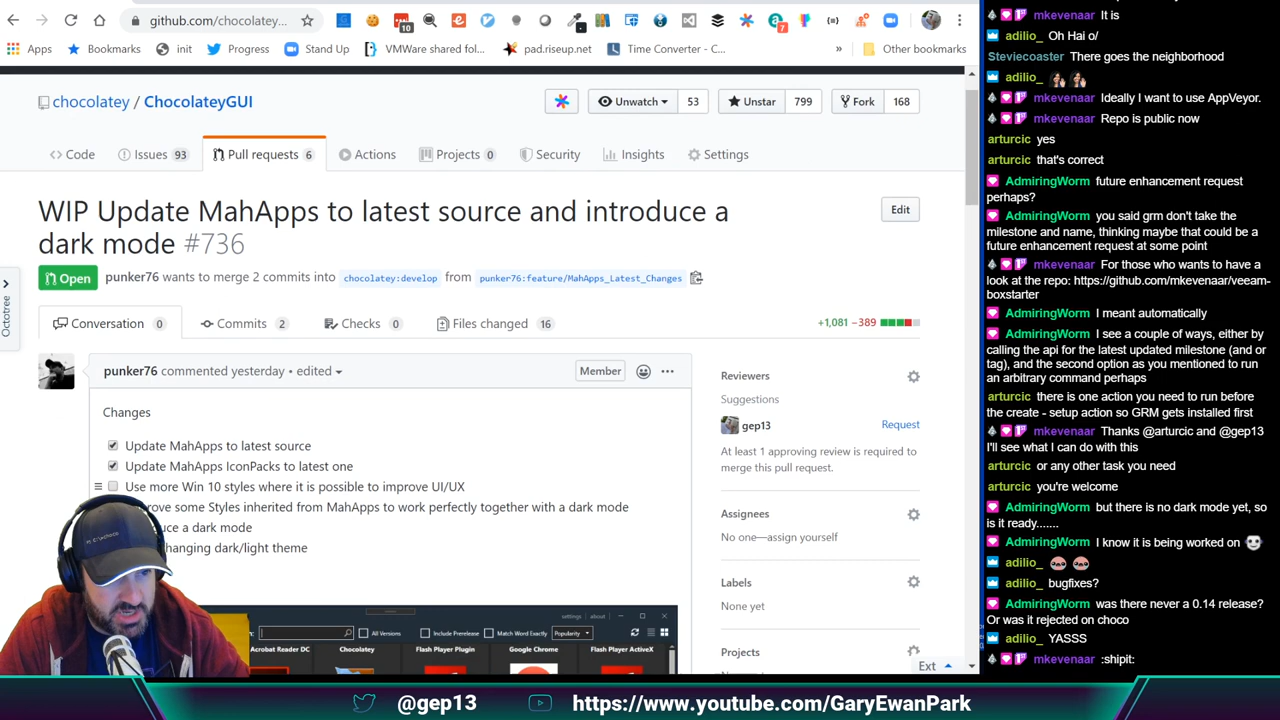 github.com/chocolatey...
10
7
Apps
Bookmarks
init
Progress
Stand Up
VMWare shared fol...
pad.riseup.net
Time Converter - C...
»
Other bookmarks
chocolatey / ChocolateyGUI
Unwatch 53
Unstar 799
Fork 168
Code
Issues 93
Pull requests 6
Actions
Projects 0
Security
Insights
Settings
WIP Update MahApps to latest source and introduce a
dark mode #736
Edit
Open
punker76 wants to merge 2 commits into chocolatey:develop from punker76:feature/MahApps_Latest_Changes
Octotree
Conversation 0
Commits 2
Checks 0
Files changed 16
+1,081 −389
punker76 commented yesterday • edited
Member
Changes
Update MahApps to latest source
Update MahApps IconPacks to latest one
Use more Win 10 styles where it is possible to improve UI/UX
rove some Styles inherited from MahApps to work perfectly together with a dark mode
uce a dark mode
hanging dark/light theme
settings
about
All Versions
Include Prerelease
Match Word Exactly
Popularity
Acrobat Reader DC
Chocolatey
Flash Player Plugin
Google Chrome
Flash Player ActiveX
Reviewers
Suggestions
gep13
Request
At least 1 approving review is required to
merge this pull request.
Assignees
No one—assign yourself
Labels
None yet
Projects
Ext
mkevenaar It is
adilio_ Oh Hai o/
Steviecoaster There goes the neighborhood
adilio_
mkevenaar Ideally I want to use AppVeyor.
mkevenaar Repo is public now
arturcic yes
arturcic that's correct
AdmiringWorm future enhancement request
perhaps?
AdmiringWorm you said grm don't take the
milestone and name, thinking maybe that could be a
future enhancement request at some point
mkevenaar For those who wants to have a
look at the repo: https://github.com/mkevenaar/veeam-
boxstarter
mkevenaar I meant automatically
AdmiringWorm I see a couple of ways, either by
calling the api for the latest updated milestone (and or
tag), and the second option as you mentioned to run
an arbitrary command perhaps
arturcic there is one action you need to run before
the create - setup action so GRM gets installed first
mkevenaar Thanks @arturcic and @gep13
I'll see what I can do with this
arturcic or any other task you need
arturcic you're welcome
AdmiringWorm but there is no dark mode yet, so
is it ready.......
AdmiringWorm I know it is being worked on
adilio_
adilio_ bugfixes?
AdmiringWorm was there never a 0.14 release?
Or was it rejected on choco
adilio_ YASSS
mkevenaar :shipit:
@gep13
https://www.youtube.com/GaryEwanPark